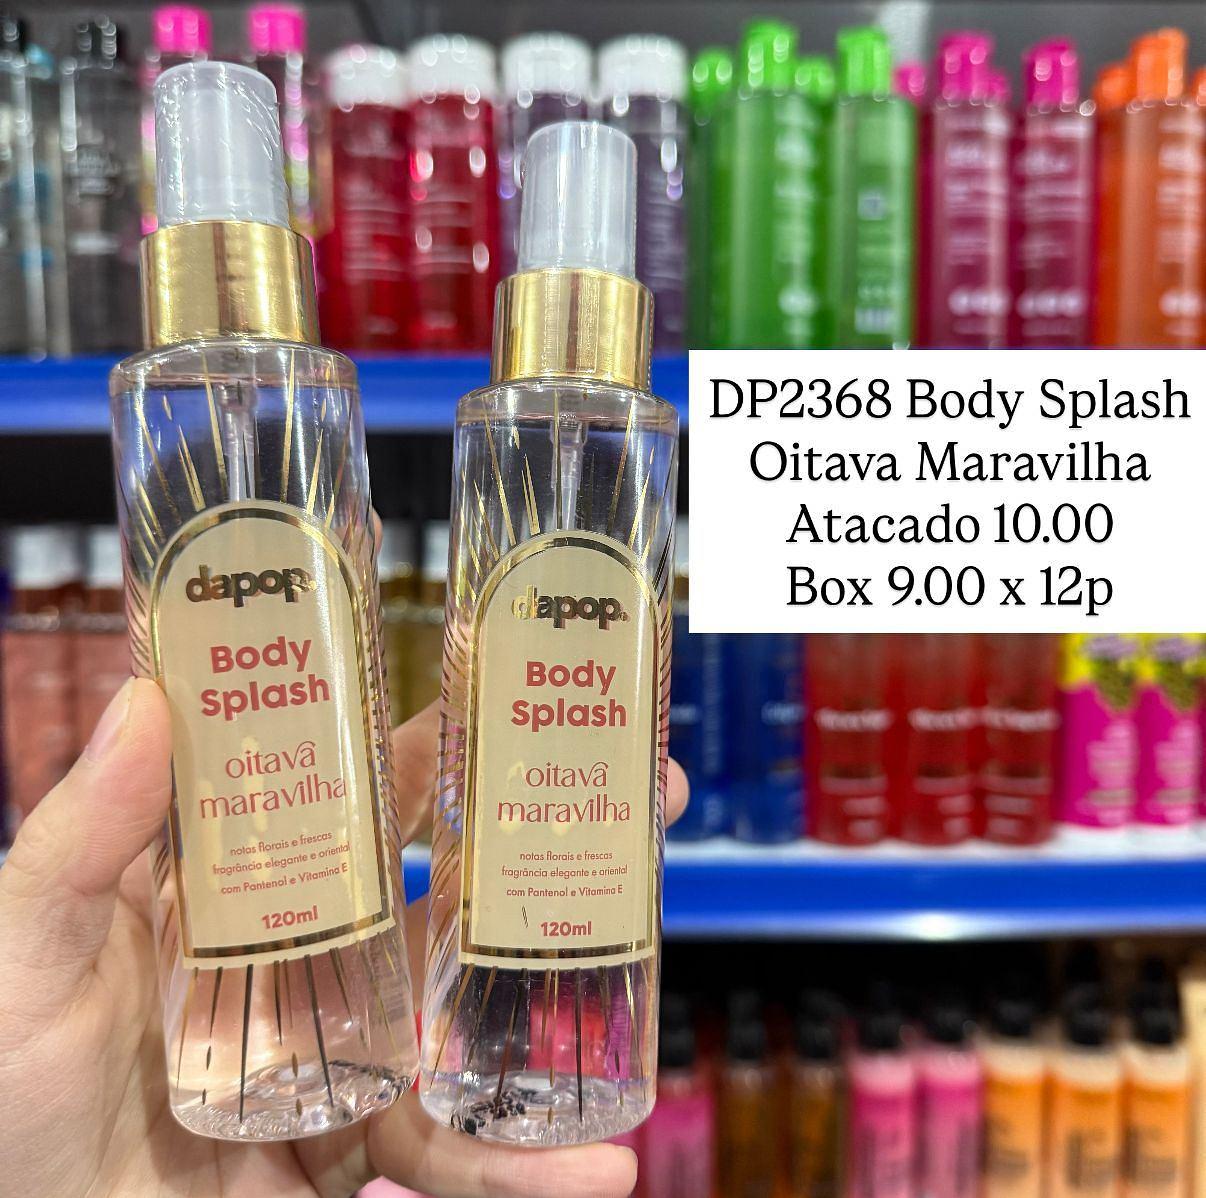 DP2368 Body Splash
Oitava Maravilha
Atacado 10.00
Box 9.00 x 12p
dapop.
Body
Splash
oitava
maravilha
notas florais e frescas
fragrância elegante e oriental
com Pantenol e Vitamina E
120ml
dapop.
Body
Splash
oitava
maravilha
notas florais e frescas
fragrância elegante e oriental
com Pantenol e Vitamina E
120ml